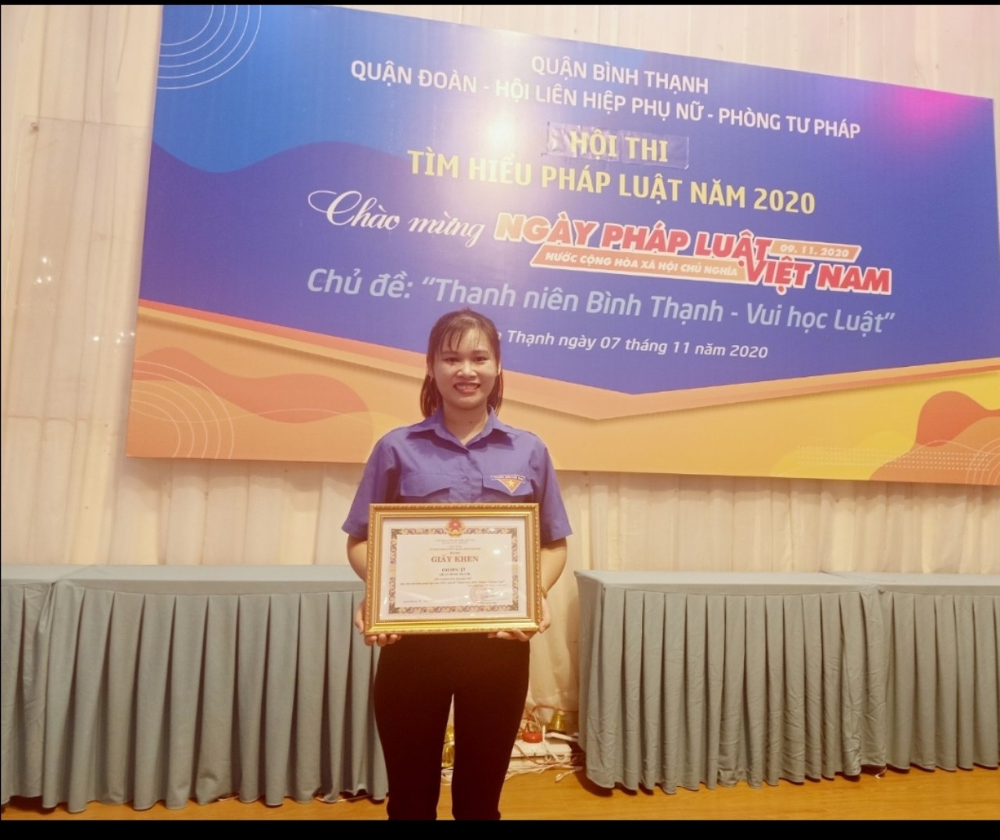 QUẬN BÌNH THẠNH
QUẬN ĐOÀN - HỘI LIÊN HIỆP PHỤ NỮ - PHÒNG TƯ PHÁP
HỘI THI
TÌM HIỂU PHÁP LUẬT NĂM 2020
Chào mừng NGÀY PHÁP LUẬT 09.11.2020
NƯỚC CỘNG HÒA XÃ HỘI CHỦ NGHĨA VIỆT NAM
Chủ đề: “Thanh niên Bình Thạnh - Vui học Luật”
Thạnh ngày 07 tháng 11 năm 2020
GIẤY KHEN